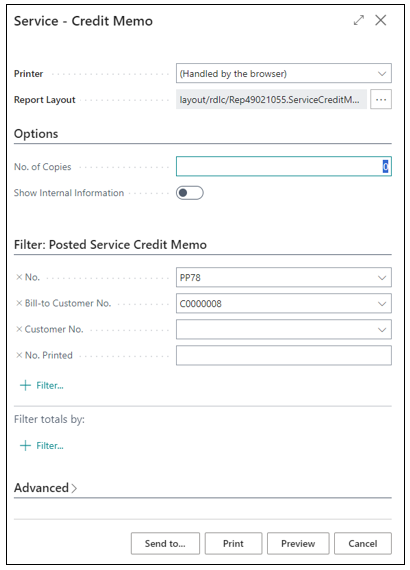 Service - Credit Memo
Printer (Handled by the browser)
Report Layout layout/rdlc/Rep49021055.ServiceCreditM... ...
Options
No. of Copies 0
Show Internal Information
Filter: Posted Service Credit Memo
× No. PP78
× Bill-to Customer No. C0000008
× Customer No.
× No. Printed
+ Filter...
Filter totals by:
+ Filter...
Advanced >
Send to... Print Preview Cancel